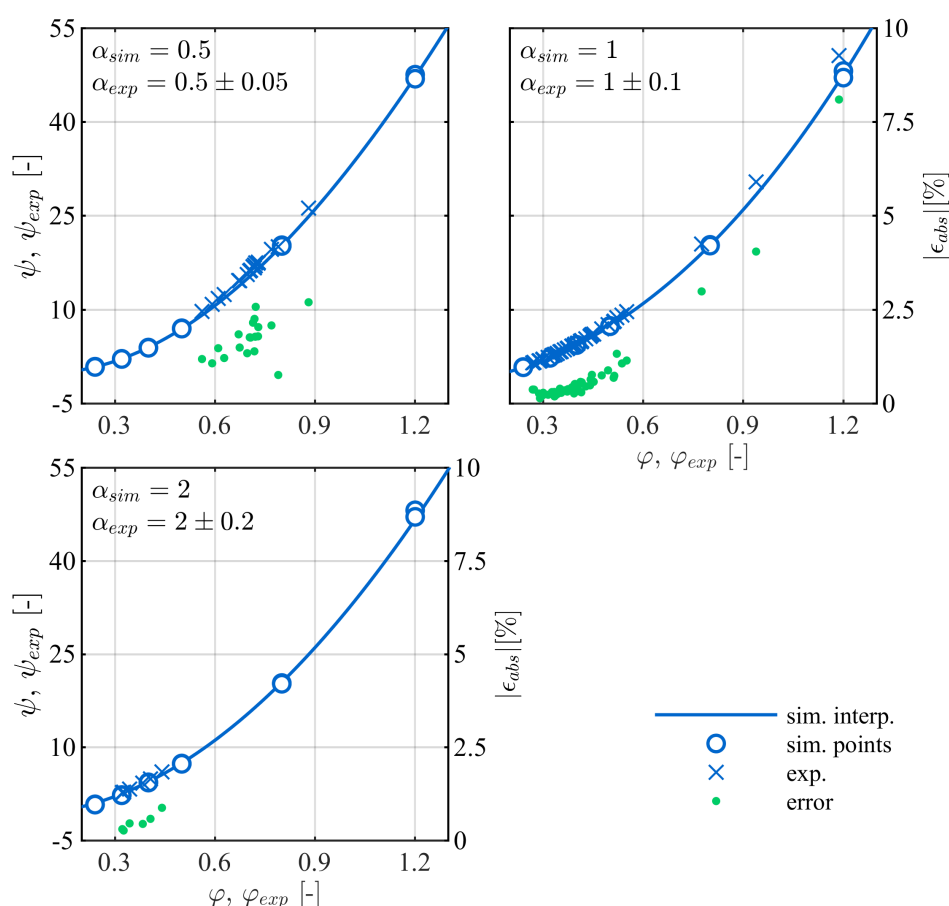 55
40
25
10
-5
0.3
0.6
0.9
1.2
ψ, ψ_exp [-]
α_sim = 0.5
α_exp = 0.5 ± 0.05
α_sim = 1
α_exp = 1 ± 0.1
10
7.5
5
2.5
0
|ϵ_abs|[%]
0.3
0.6
0.9
1.2
φ, φ_exp [-]
55
40
25
10
-5
ψ, ψ_exp [-]
α_sim = 2
α_exp = 2 ± 0.2
10
7.5
5
2.5
0
|ϵ_abs|[%]
0.3
0.6
0.9
1.2
φ, φ_exp [-]
sim. interp.
sim. points
exp.
error